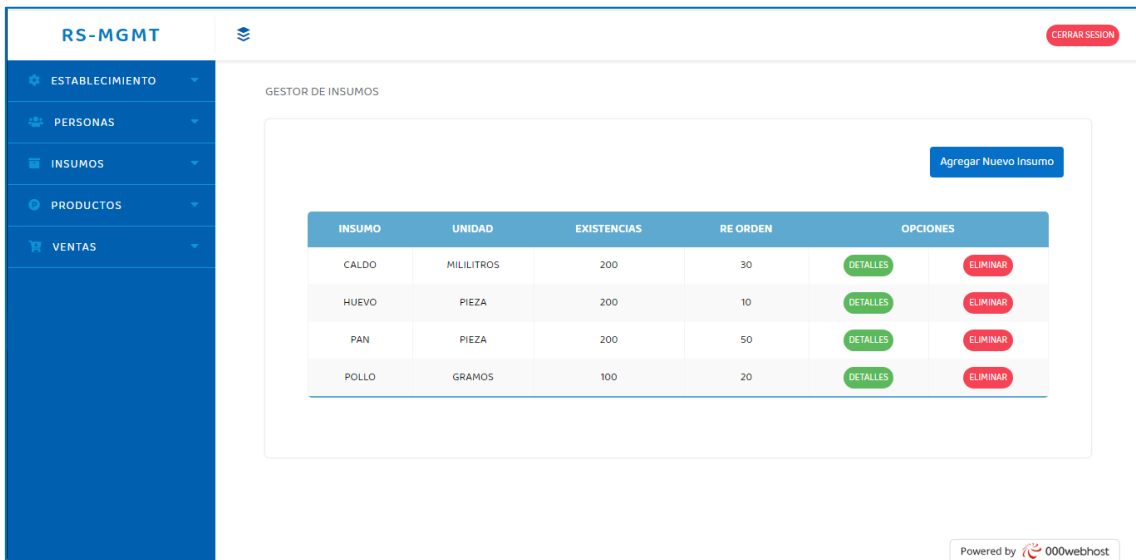 RS-MGMT
CERRAR SESION
ESTABLECIMIENTO
PERSONAS
INSUMOS
PRODUCTOS
VENTAS
GESTOR DE INSUMOS
Agregar Nuevo Insumo
INSUMO UNIDAD EXISTENCIAS RE ORDEN OPCIONES
CALDO MILILITROS 200 30 DETALLES ELIMINAR
HUEVO PIEZA 200 10 DETALLES ELIMINAR
PAN PIEZA 200 50 DETALLES ELIMINAR
POLLO GRAMOS 100 20 DETALLES ELIMINAR
Powered by 000webhost